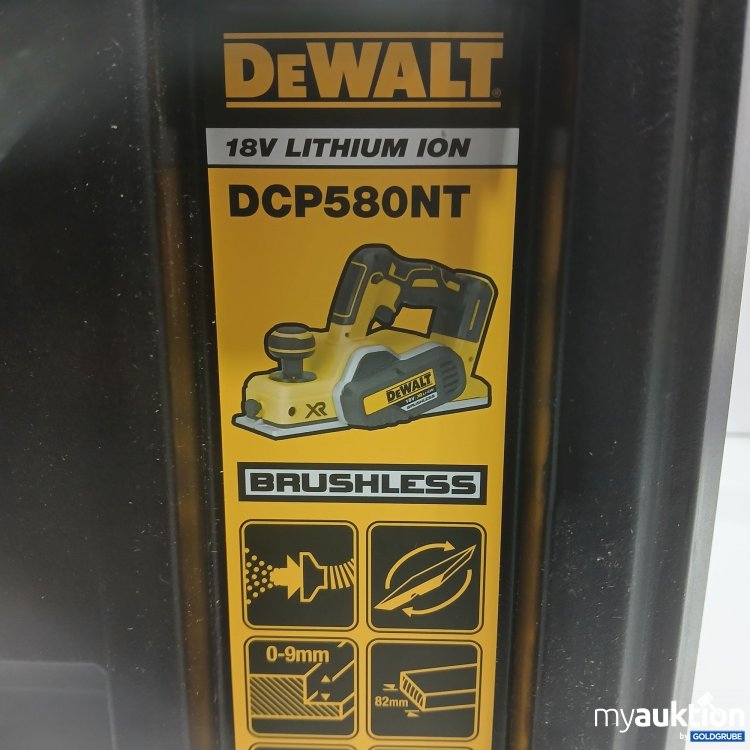 DEWALT
18V LITHIUM ION
DCP580NT
DEWALT
XR
BRUSHLESS
0-9mm
82mm
myauktion
by GOLDGRUBE